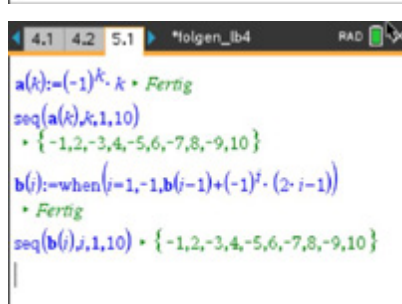 4.1 4.2 5.1 *folgen_lb4 RAD
a(k):=(-1)^k· k ▸ Fertig
seq(a(k),k,1,10)
▸ {-1,2,-3,4,-5,6,-7,8,-9,10}
b(i):=when(i=1,-1,b(i-1)+(-1)^i· (2· i-1))
▸ Fertig
seq(b(i),i,1,10) ▸ {-1,2,-3,4,-5,6,-7,8,-9,10}